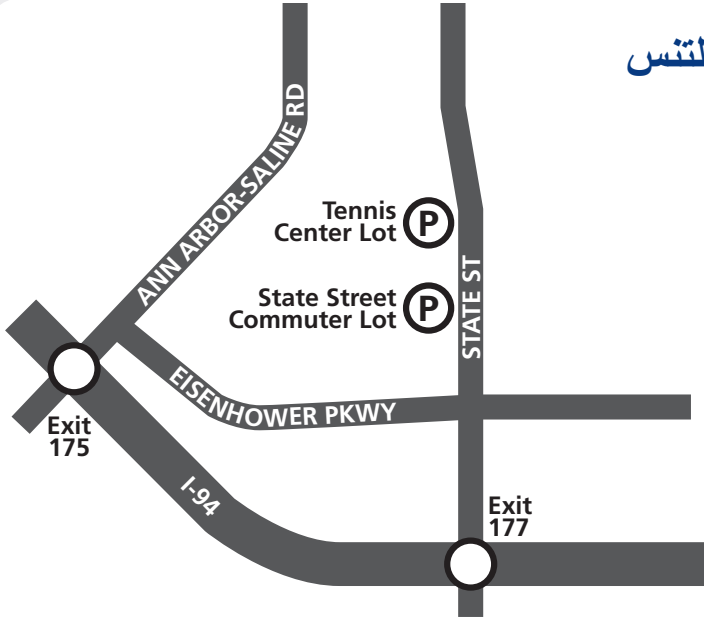 لتنس
ANN ARBOR-SALINE RD
Tennis
Center Lot
P
State Street
Commuter Lot
P
STATE ST
EISENHOWER PKWY
Exit
175
I-94
Exit
177